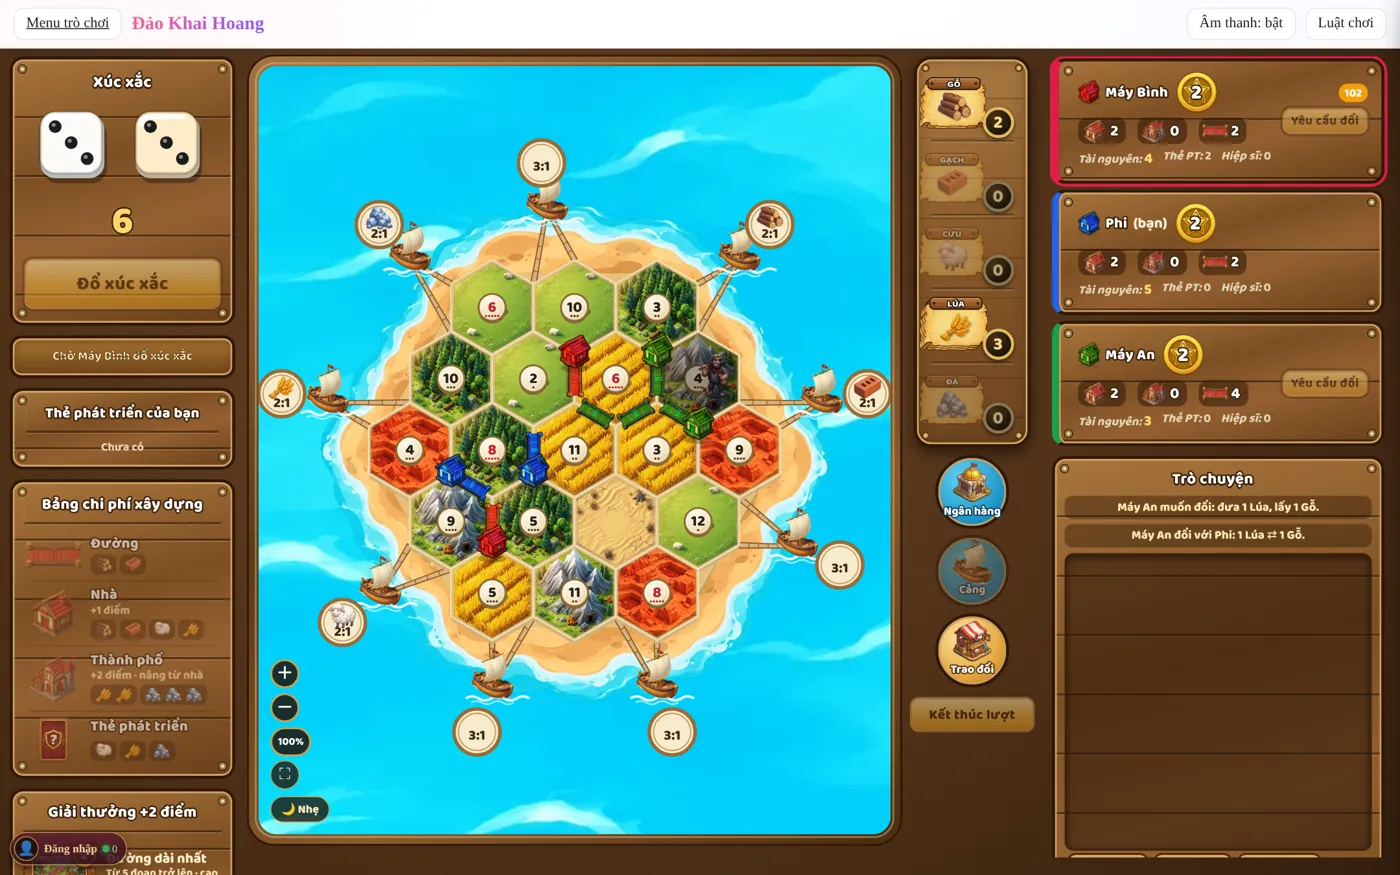 Menu trò chơi
Đảo Khai Hoang
Âm thanh: bật
Luật chơi
Xúc xắc
6
Đổ xúc xắc
Chờ Máy Bình đổ xúc xắc
Thẻ phát triển của bạn
Chưa có
Bảng chi phí xây dựng
Đường
Nhà
+1 điểm
Thành phố
+2 điểm · nâng từ nhà
Thẻ phát triển
?
Giải thưởng +2 điểm
Đăng nhập 0
Đường dài nhất
Từ 5 đoạn trở lên · cao
3:1
2:1
2:1
6
10
3
10
2
6
4
2:1
2:1
4
8
11
3
9
9
5
12
3:1
5
11
8
2:1
3:1
3:1
+
−
100%
🌙 Nhẹ
GỖ
2
GẠCH
0
CỪU
0
LÚA
3
ĐÁ
0
Ngân hàng
Cảng
Trao đổi
Kết thúc lượt
Máy Bình 2
102
2 0 2
Yêu cầu đổi
Tài nguyên: 4 Thẻ PT: 2 Hiệp sĩ: 0
Phi (bạn) 2
2 0 2
Tài nguyên: 5 Thẻ PT: 0 Hiệp sĩ: 0
Máy An 2
2 0 4
Yêu cầu đổi
Tài nguyên: 3 Thẻ PT: 0 Hiệp sĩ: 0
Trò chuyện
Máy An muốn đổi: đưa 1 Lúa, lấy 1 Gỗ.
Máy An đổi với Phi: 1 Lúa ⇄ 1 Gỗ.